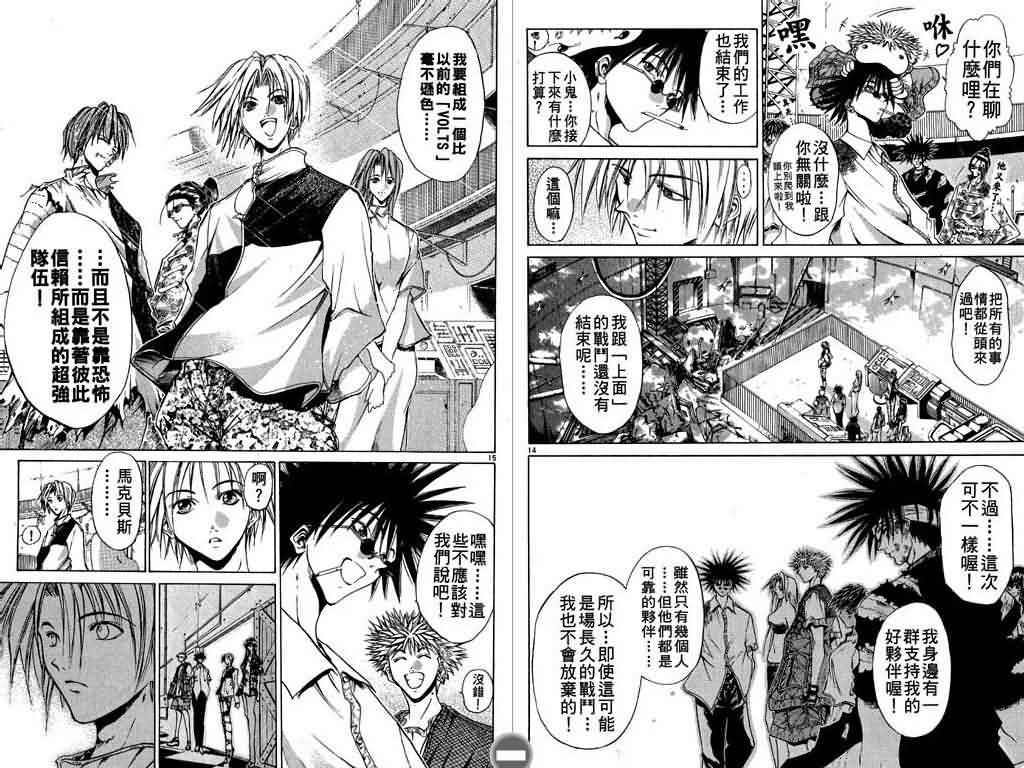 咻
嘿
你們在聊
什麼哩？
沒什麼…跟
你無關啦！
你別爬到我
頭上來啦！
他又來了…
我們的工作
也結束了…
小鬼…你接
下來有什麼
打算？
……
這個嘛…
把所有的事
情都從頭來
過吧！
我跟「上面」
的戰鬥還沒有
結束呢……
14
不過……這次
可不一樣喔！
我身邊有一
群支持我的
好夥伴喔！
雖然只有幾個人
……但他們都是
可靠的夥伴…
所以…即使這可能
是場長久的戰鬥…
我也不會放棄的！
我要組成一個比
以前的「VOLTS」
毫不遜色……
…而且不是靠恐怖
……而是靠著彼此
信賴所組成的超強
隊伍！
15
嘿嘿……這
些不應該對
我們說吧！
沒錯！
啊？
馬克貝斯
……
！